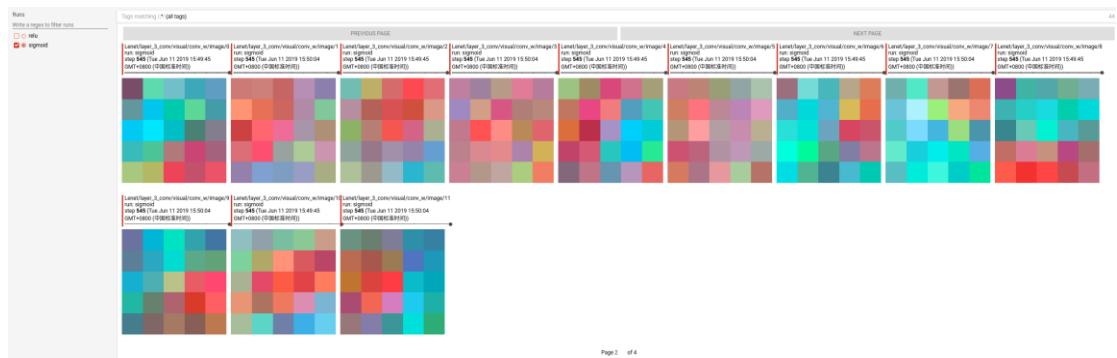 Runs
Write a regex to filter runs
relu
sigmoid
Tags matching /.*/ (all tags)
PREVIOUS PAGE
NEXT PAGE
Lenet/layer_3_conv/visual/conv_w/image/0
run: sigmoid
step 545 (Tue Jun 11 2019 15:49:45
GMT+0800 (中国标准时间))
Lenet/layer_3_conv/visual/conv_w/image/1
run: sigmoid
step 545 (Tue Jun 11 2019 15:50:04
GMT+0800 (中国标准时间))
Lenet/layer_3_conv/visual/conv_w/image/2
run: sigmoid
step 545 (Tue Jun 11 2019 15:49:45
GMT+0800 (中国标准时间))
Lenet/layer_3_conv/visual/conv_w/image/3
run: sigmoid
step 545 (Tue Jun 11 2019 15:50:04
GMT+0800 (中国标准时间))
Lenet/layer_3_conv/visual/conv_w/image/4
run: sigmoid
step 545 (Tue Jun 11 2019 15:49:45
GMT+0800 (中国标准时间))
Lenet/layer_3_conv/visual/conv_w/image/5
run: sigmoid
step 545 (Tue Jun 11 2019 15:50:04
GMT+0800 (中国标准时间))
Lenet/layer_3_conv/visual/conv_w/image/6
run: sigmoid
step 545 (Tue Jun 11 2019 15:49:45
GMT+0800 (中国标准时间))
Lenet/layer_3_conv/visual/conv_w/image/7
run: sigmoid
step 545 (Tue Jun 11 2019 15:50:04
GMT+0800 (中国标准时间))
Lenet/layer_3_conv/visual/conv_w/image/8
run: sigmoid
step 545 (Tue Jun 11 2019 15:49:45
GMT+0800 (中国标准时间))
Lenet/layer_3_conv/visual/conv_w/image/9
run: sigmoid
step 545 (Tue Jun 11 2019 15:50:04
GMT+0800 (中国标准时间))
Lenet/layer_3_conv/visual/conv_w/image/10
run: sigmoid
step 545 (Tue Jun 11 2019 15:49:45
GMT+0800 (中国标准时间))
Lenet/layer_3_conv/visual/conv_w/image/11
run: sigmoid
step 545 (Tue Jun 11 2019 15:50:04
GMT+0800 (中国标准时间))
Page 2 of 4